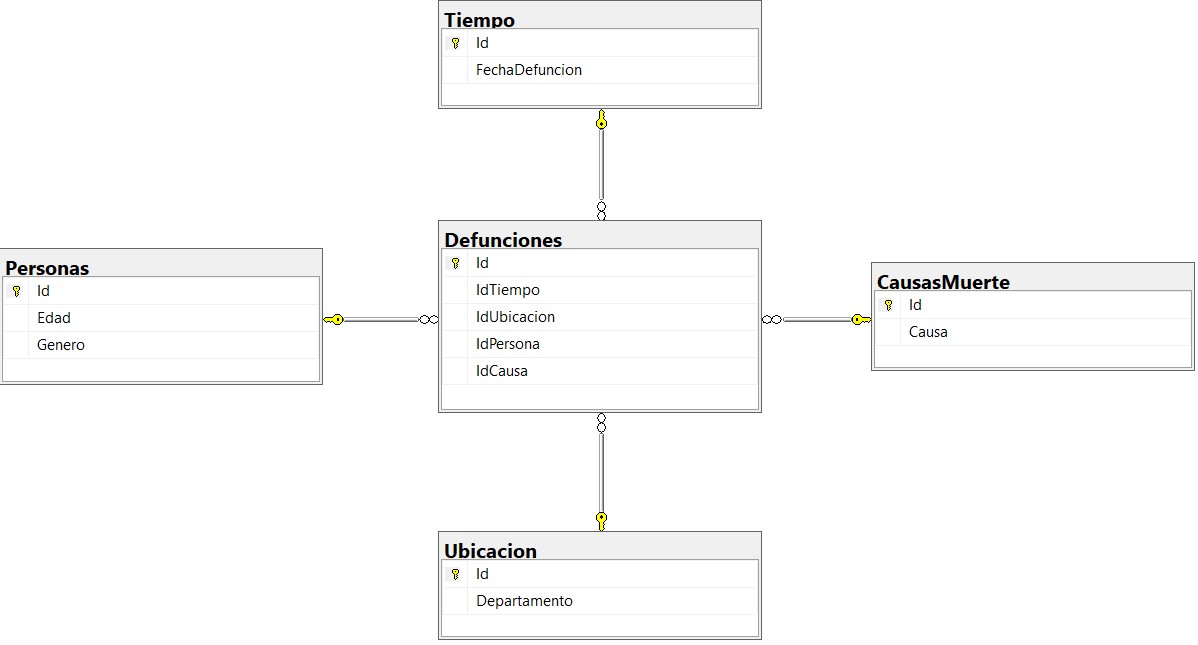 Tiempo
Id
FechaDefuncion
Defunciones
Id
IdTiempo
IdUbicacion
IdPersona
IdCausa
Personas
Id
Edad
Genero
CausasMuerte
Id
Causa
Ubicacion
Id
Departamento